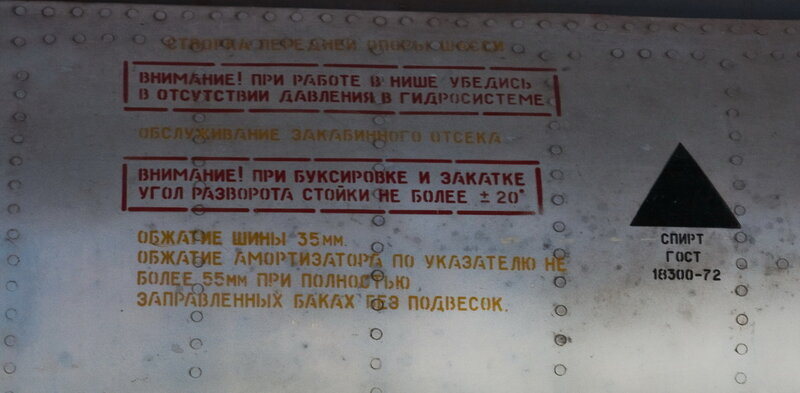 СТВОРКА ПЕРЕДНЕЙ ОПОРЫ ШАССИ
ВНИМАНИЕ! ПРИ РАБОТЕ В НИШЕ УБЕДИСЬ
В ОТСУТСТВИИ ДАВЛЕНИЯ В ГИДРОСИСТЕМЕ
ОБСЛУЖИВАНИЕ ЗАКАБИННОГО ОТСЕКА
ВНИМАНИЕ! ПРИ БУКСИРОВКЕ И ЗАКАТКЕ
УГОЛ РАЗВОРОТА СТОЙКИ НЕ БОЛЕЕ ± 20°
ОБЖАТИЕ ШИНЫ 35мм.
ОБЖАТИЕ АМОРТИЗАТОРА ПО УКАЗАТЕЛЮ НЕ
БОЛЕЕ 55мм ПРИ ПОЛНОСТЬЮ
ЗАПРАВЛЕННЫХ БАКАХ БЕЗ ПОДВЕСОК.
СПИРТ
ГОСТ
18300-72